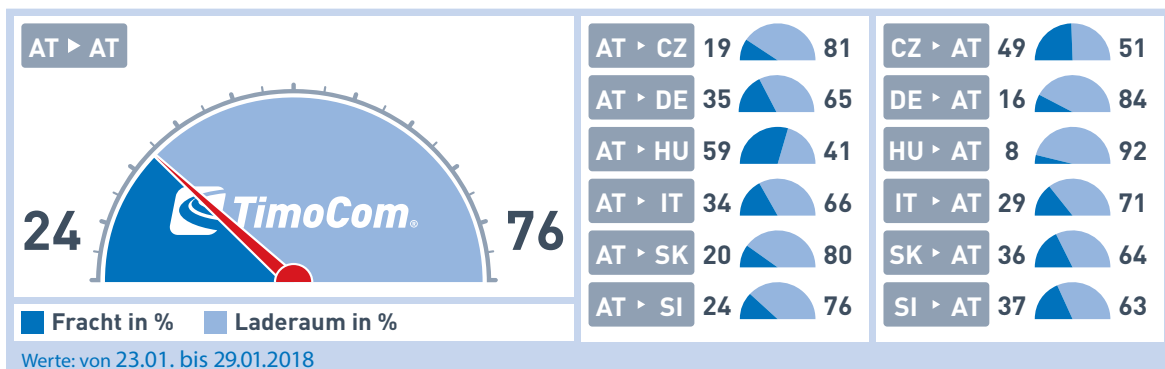 AT ▸ AT
24
TimoCom®
76
Fracht in % Laderaum in %
AT ▸ CZ 19 81
AT ▸ DE 35 65
AT ▸ HU 59 41
AT ▸ IT 34 66
AT ▸ SK 20 80
AT ▸ SI 24 76
CZ ▸ AT 49 51
DE ▸ AT 16 84
HU ▸ AT 8 92
IT ▸ AT 29 71
SK ▸ AT 36 64
SI ▸ AT 37 63
Werte: von 23.01. bis 29.01.2018